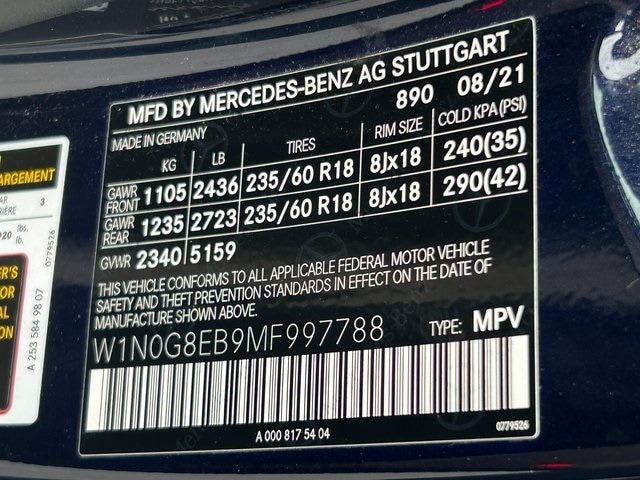 MFD BY MERCEDES-BENZ AG STUTTGART
890 08/21
MADE IN GERMANY
KG LB TIRES RIM SIZE COLD KPA(PSI)
GAWR FRONT 1105 2436 235/60 R18 8Jx18 240(35)
GAWR REAR 1235 2723 235/60 R18 8Jx18 290(42)
GVWR 2340 5159
THIS VEHICLE CONFORMS TO ALL APPLICABLE FEDERAL MOTOR VEHICLE
SAFETY AND THEFT PREVENTION STANDARDS IN EFFECT ON THE DATE OF
MANUFACTURE SHOWN ABOVE.
W1N0G8EB9MF997788 TYPE: MPV
A 000 817 54 04
0779526
ARGEMENT
3
lbs.
lb.
0779526
A 253 584 98 07